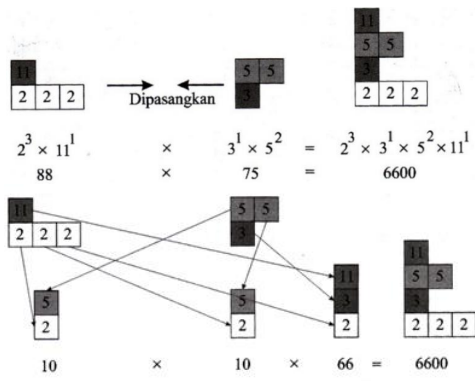 11
5 5
11 5 5 3
2 2 2 Dipasangkan 3 2 2 2
2³ × 11¹ × 3¹ × 5² = 2³ × 3¹ × 5² × 11¹
88 × 75 = 6600
11 5 5
2 2 2 3
11 11
5 5 3 5 5
2 2 2 3
2 2 2
10 × 10 × 66 = 6600